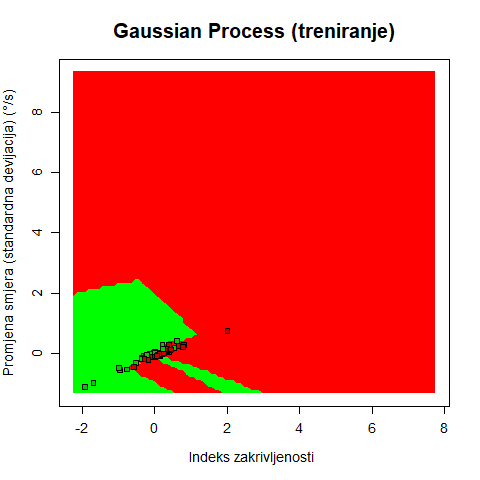 Gaussian Process (treniranje)
Promjena smjera (standardna devijacija) (°/s)
8
6
4
2
0
-2 0 2 4 6 8
Indeks zakrivljenosti